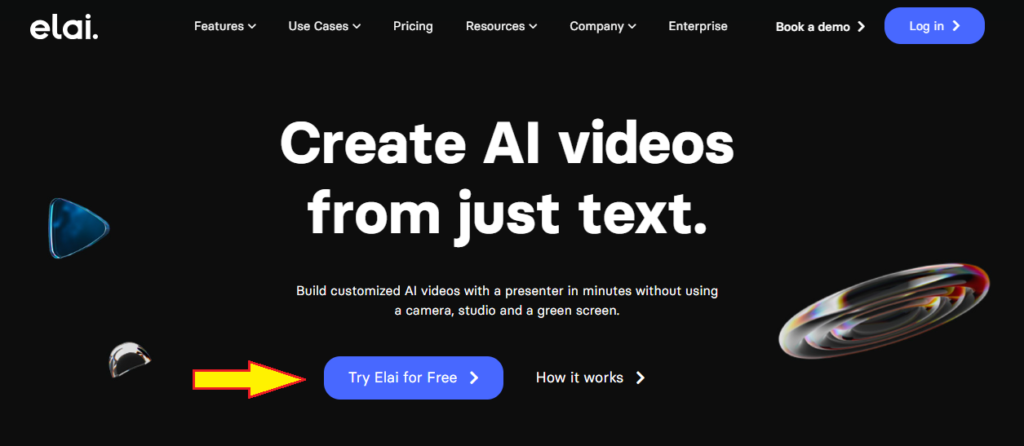 elai.
Features Use Cases Pricing Resources Company Enterprise Book a demo Log in
Create AI videos
from just text.
Build customized AI videos with a presenter in minutes without using
a camera, studio and a green screen.
Try Elai for Free How it works